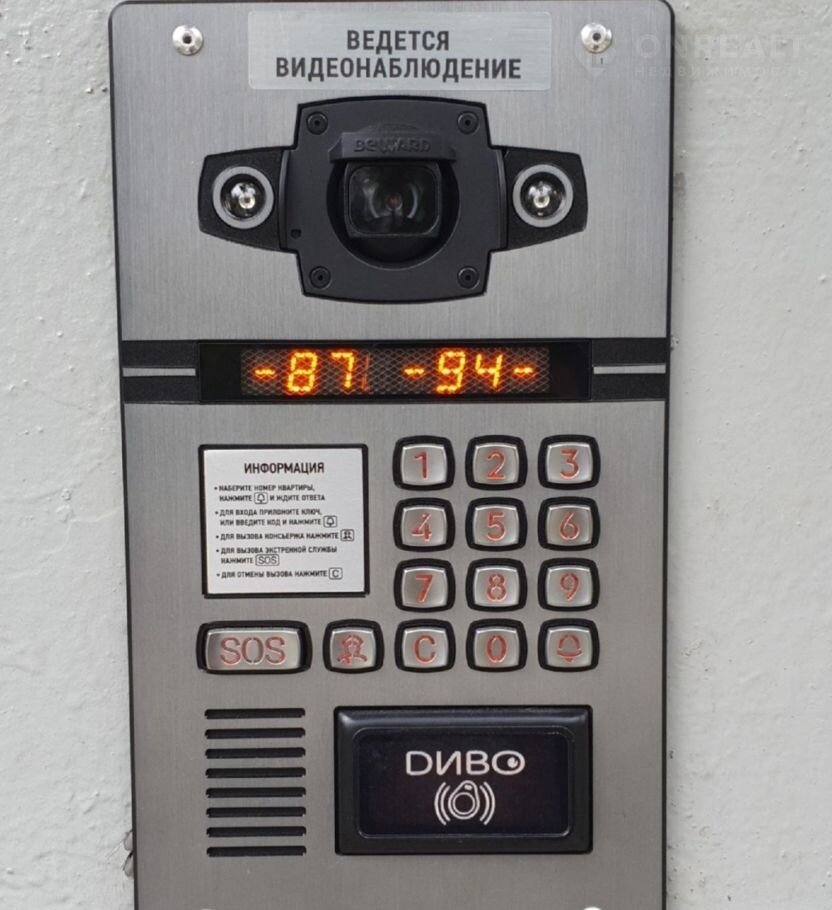 ВЕДЕТСЯ
ВИДЕОНАБЛЮДЕНИЕ
ONREALT
НЕДВИЖИМОСТЬ
BEWARD
-87 -94-
ИНФОРМАЦИЯ
• НАБЕРИТЕ НОМЕР КВАРТИРЫ,
НАЖМИТЕ И ЖДИТЕ ОТВЕТА
• ДЛЯ ВХОДА ПРИЛОЖИТЕ КЛЮЧ,
ИЛИ ВВЕДИТЕ КОД И НАЖМИТЕ
• ДЛЯ ВЫЗОВА КОНСЬЕРЖА НАЖМИТЕ
• ДЛЯ ВЫЗОВА ЭКСТРЕННОЙ СЛУЖБЫ
НАЖМИТЕ SOS
• ДЛЯ ОТМЕНЫ ВЫЗОВА НАЖМИТЕ C
1 2 3
4 5 6
7 8 9
SOS C 0
DИВО